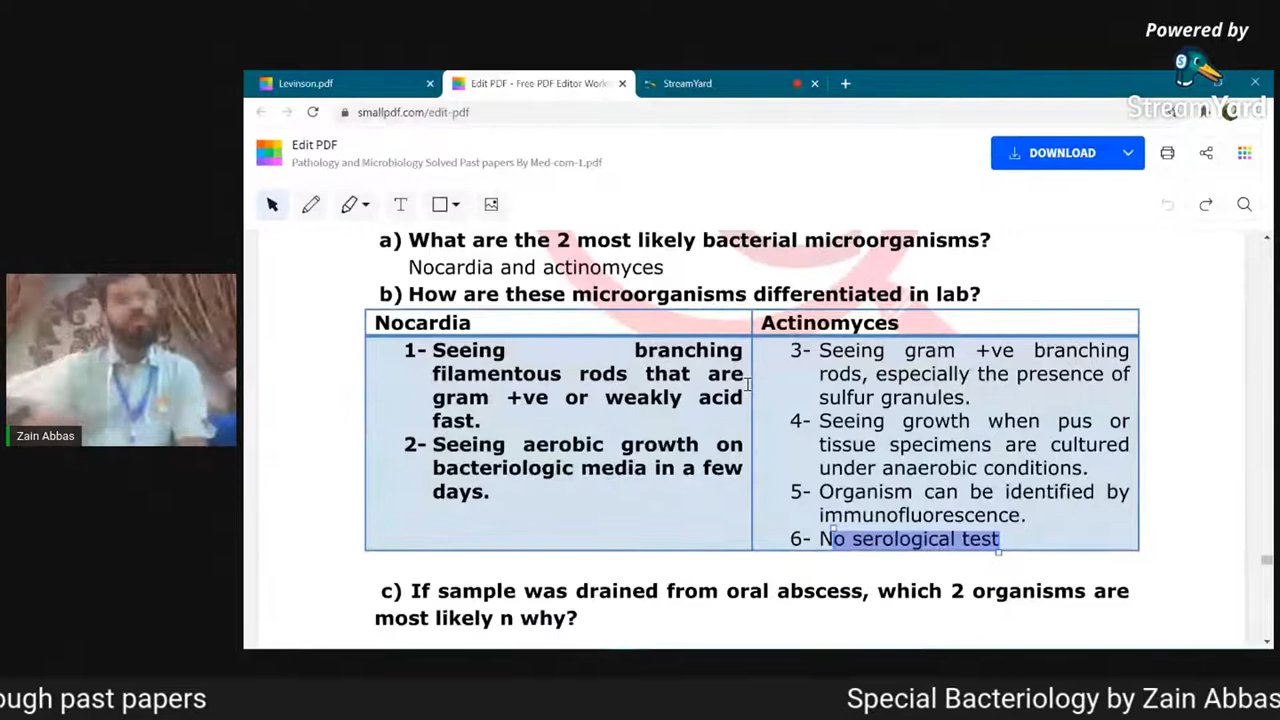 Powered by
StreamYard
Levinson.pdf
Edit PDF - Free PDF Editor Work
StreamYard
smallpdf.com/edit-pdf
Edit PDF
Pathology and Microbiology Solved Past papers By Med-com-1.pdf
DOWNLOAD
a) What are the 2 most likely bacterial microorganisms?
Nocardia and actinomyces
b) How are these microorganisms differentiated in lab?
Nocardia
1- Seeing branching
filamentous rods that are
gram +ve or weakly acid
fast.
2- Seeing aerobic growth on
bacteriologic media in a few
days.
Actinomyces
3- Seeing gram +ve branching
rods, especially the presence of
sulfur granules.
4- Seeing growth when pus or
tissue specimens are cultured
under anaerobic conditions.
5- Organism can be identified by
immunofluorescence.
6- No serological test
c) If sample was drained from oral abscess, which 2 organisms are
most likely n why?
Zain Abbas
ough past papers
Special Bacteriology by Zain Abbas